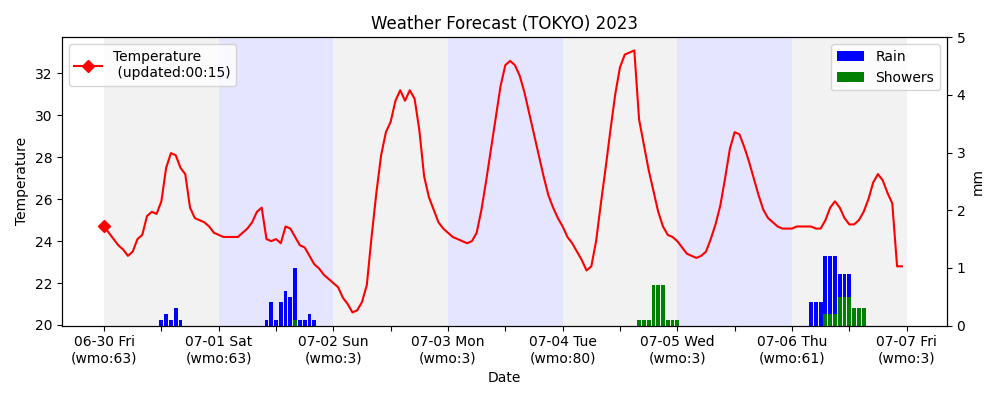 Weather Forecast (TOKYO) 2023
Temperature
(updated:00:15)
Rain
Showers
Temperature
32
30
28
26
24
22
20
5
4
3
2
1
0
mm
06-30 Fri
(wmo:63)
07-01 Sat
(wmo:63)
07-02 Sun
(wmo:3)
07-03 Mon
(wmo:3)
07-04 Tue
(wmo:80)
07-05 Wed
(wmo:3)
07-06 Thu
(wmo:61)
07-07 Fri
(wmo:3)
Date